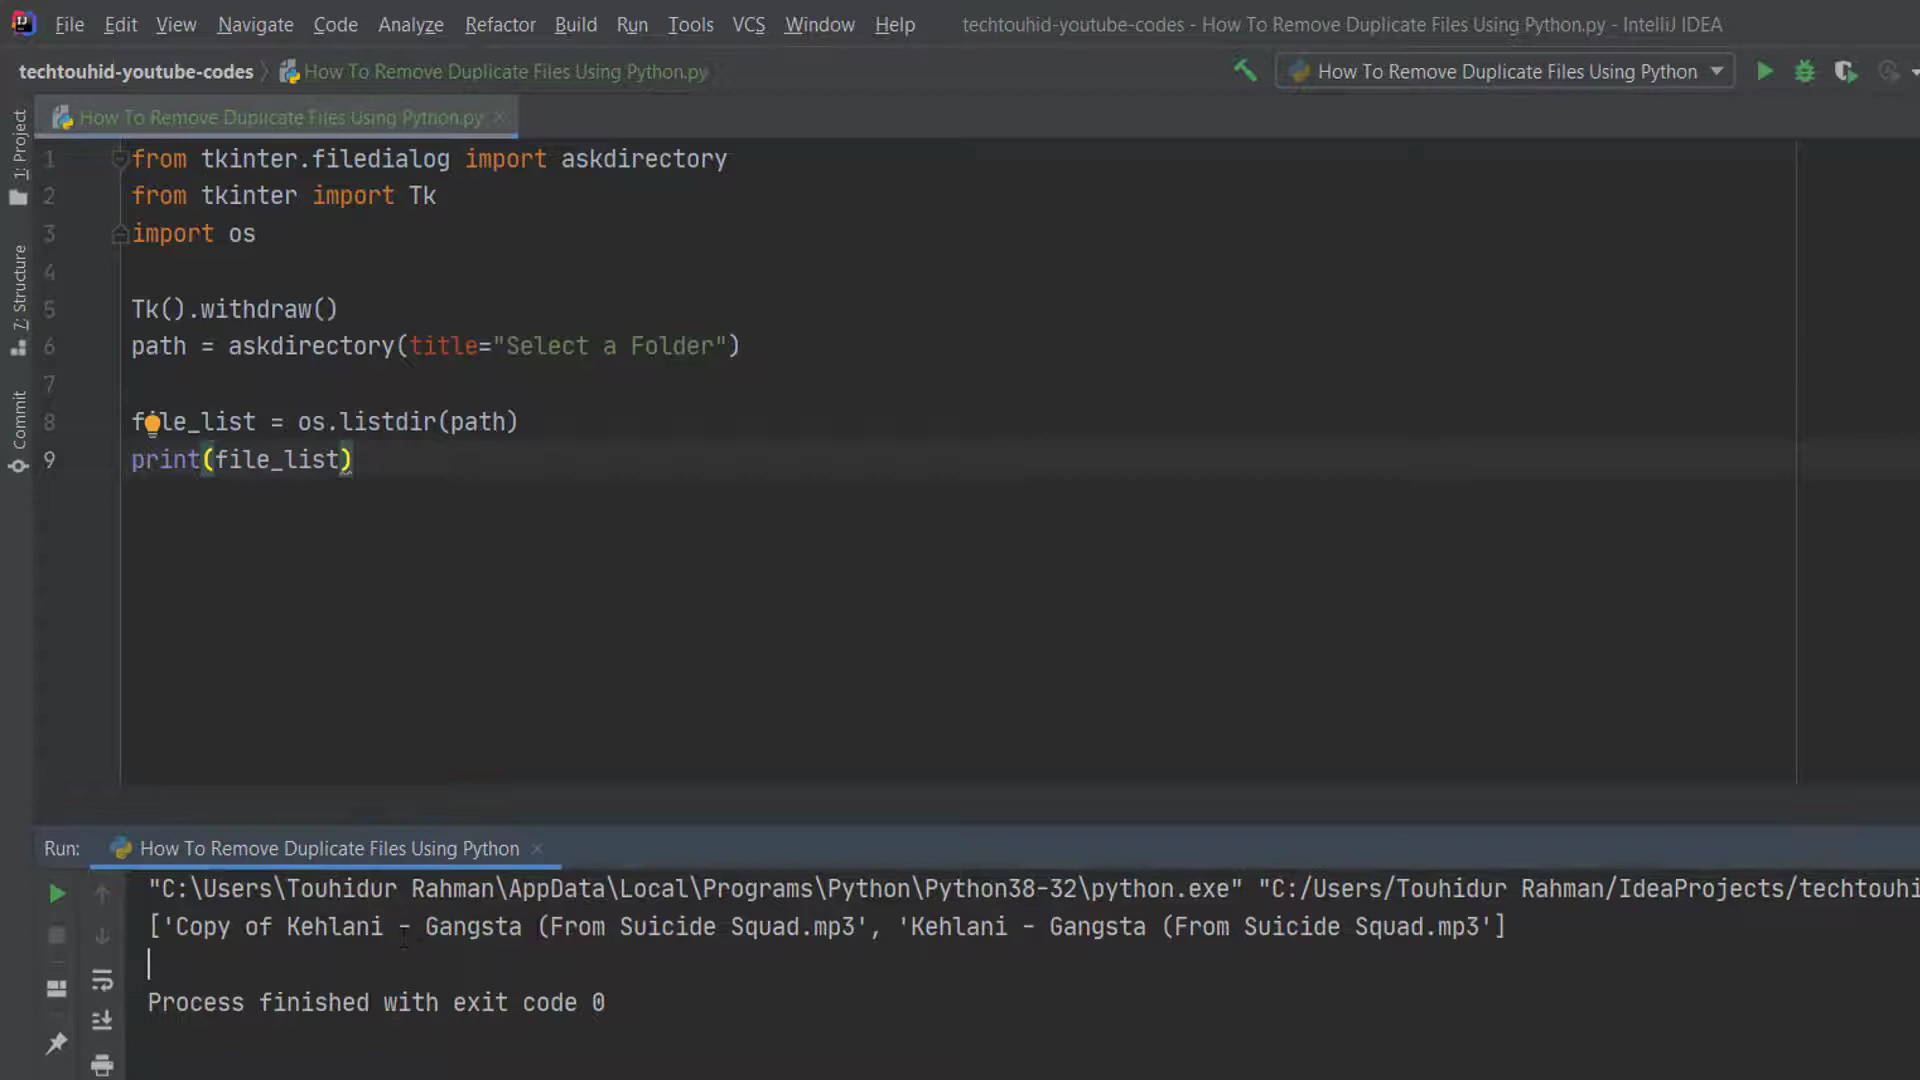 File Edit View Navigate Code Analyze Refactor Build Run Tools VCS Window Help techtouhid-youtube-codes - How To Remove Duplicate Files Using Python.py - IntelliJ IDEA
techtouhid-youtube-codes How To Remove Duplicate Files Using Python.py How To Remove Duplicate Files Using Python
How To Remove Duplicate Files Using Python.py
1: Project
7: Structure
Commit
1 from tkinter.filedialog import askdirectory
2 from tkinter import Tk
3 import os
4
5 Tk().withdraw()
6 path = askdirectory(title="Select a Folder")
7
8 file_list = os.listdir(path)
9 print(file_list)
Run: How To Remove Duplicate Files Using Python
"C:\Users\Touhidur Rahman\AppData\Local\Programs\Python\Python38-32\python.exe" "C:/Users/Touhidur Rahman/IdeaProjects/techtouhi
['Copy of Kehlani - Gangsta (From Suicide Squad.mp3', 'Kehlani - Gangsta (From Suicide Squad.mp3']
Process finished with exit code 0